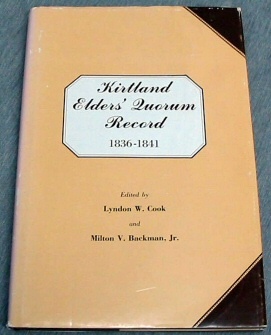 Kirtland
Elders' Quorum
Record
1836-1841
Edited by
Lyndon W. Cook
and
Milton V. Backman, Jr.